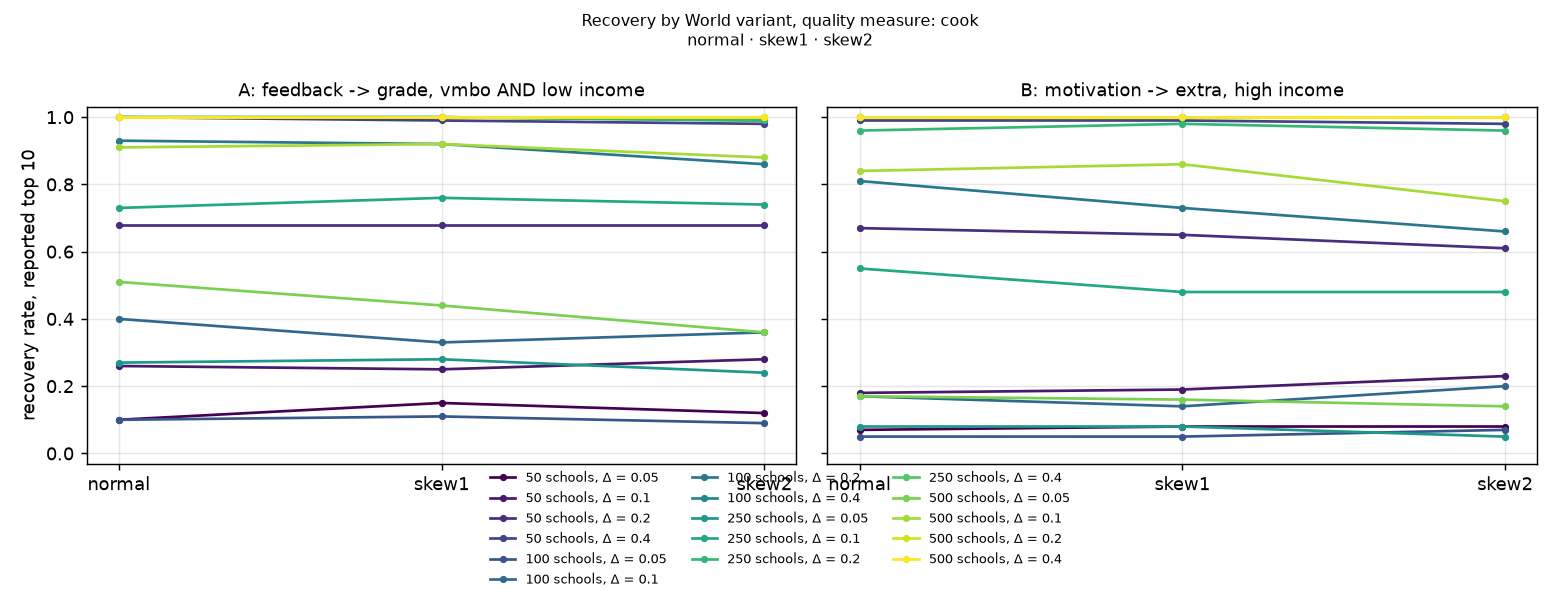 Recovery by World variant, quality measure: cook
normal · skew1 · skew2
A: feedback -> grade, vmbo AND low income
B: motivation -> extra, high income
recovery rate, reported top 10
1.0
0.8
0.6
0.4
0.2
0.0
normal
skew1
skew2
normal
skew1
skew2
50 schools, Δ = 0.05
50 schools, Δ = 0.1
50 schools, Δ = 0.2
50 schools, Δ = 0.4
100 schools, Δ = 0.05
100 schools, Δ = 0.1
100 schools, Δ = 0.2
100 schools, Δ = 0.4
250 schools, Δ = 0.05
250 schools, Δ = 0.1
250 schools, Δ = 0.2
250 schools, Δ = 0.4
500 schools, Δ = 0.05
500 schools, Δ = 0.1
500 schools, Δ = 0.2
500 schools, Δ = 0.4